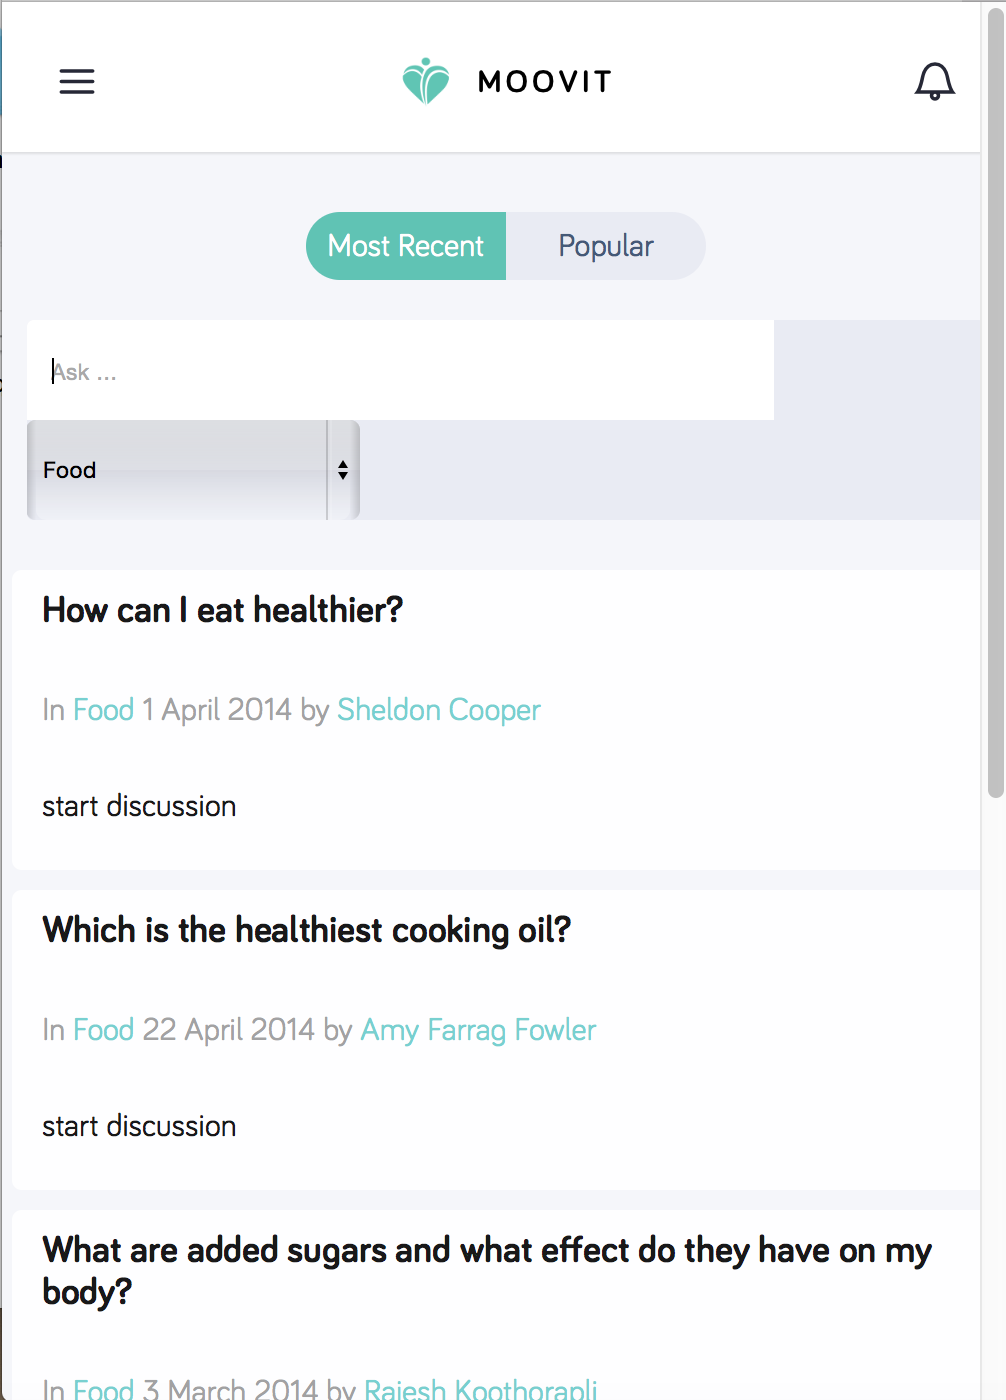 MOOVIT
Most Recent Popular
Ask ...
Food
How can I eat healthier?
In Food 1 April 2014 by Sheldon Cooper
start discussion
Which is the healthiest cooking oil?
In Food 22 April 2014 by Amy Farrag Fowler
start discussion
What are added sugars and what effect do they have on my
body?
In Food 3 March 2014 by Rajesh Koothorapli